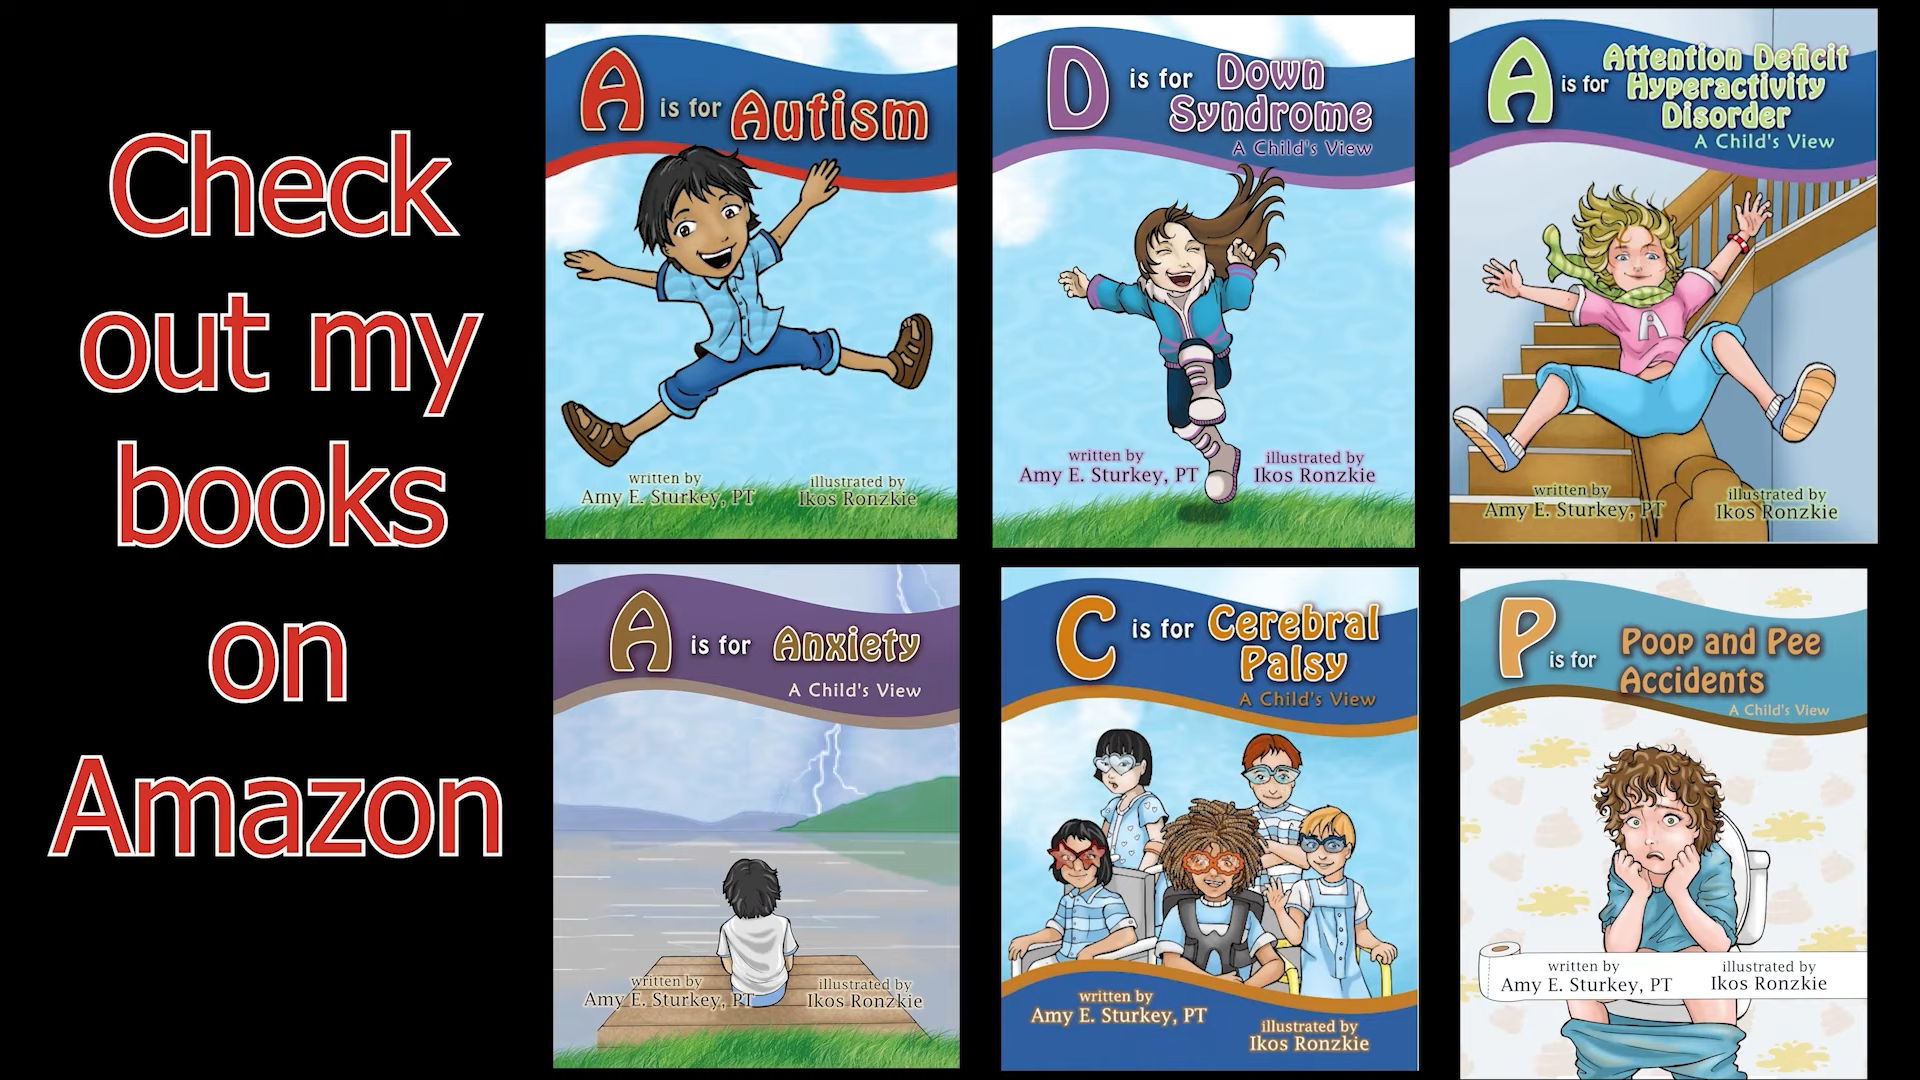 Check
out my
books
on
Amazon
A is for Autism
written by
Amy E. Sturkey, PT
illustrated by
Ikos Ronzkie
D is for Down
Syndrome
A Child's View
written by
Amy E. Sturkey, PT
illustrated by
Ikos Ronzkie
A is for Attention Deficit
Hyperactivity
Disorder
A Child's View
A
written by
Amy E. Sturkey, PT
illustrated by
Ikos Ronzkie
A is for Anxiety
A Child's View
written by
Amy E. Sturkey, PT
illustrated by
Ikos Ronzkie
C is for Cerebral
Palsy
A Child's View
written by
Amy E. Sturkey, PT
illustrated by
Ikos Ronzkie
P is for Poop and Pee
Accidents
A Child's View
written by
Amy E. Sturkey, PT
illustrated by
Ikos Ronzkie